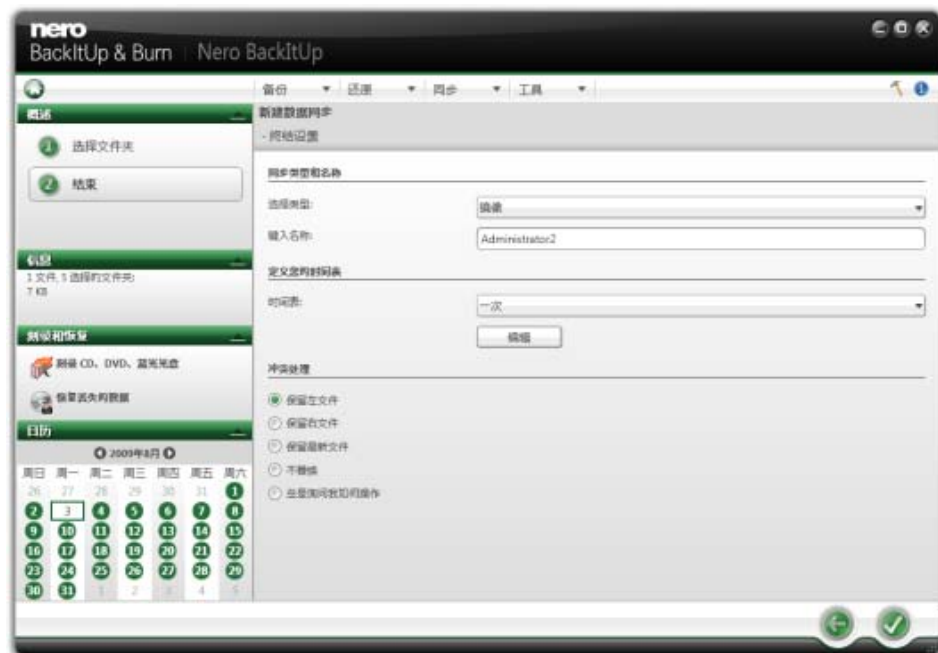 nero
BackItUp & Burn Nero BackItUp
备份 还原 同步 工具
概述
1 选择文件夹
2 结束
信息
1 文件, 5 选择的文件夹:
7 KB
刻录和恢复
刻录 CD、DVD、蓝光光盘
恢复丢失的数据
日历
2009年8月
周日 周一 周二 周三 周四 周五 周六
26 27 28 29 30 31 1
2 3 4 5 6 7 8
9 10 11 12 13 14 15
16 17 18 19 20 21 22
23 24 25 26 27 28 29
30 31 1 2 3 4 5
新建数据同步
- 终结设置
同步类型和名称
选择类型: 镜像
键入名称: Administrator2
定义您的时间表
时间表: 一次
编辑
冲突处理
保留左文件
保留右文件
保留最新文件
不替换
总是询问我如何操作